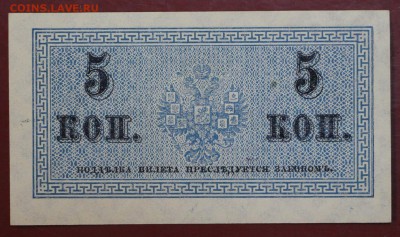 COINS.LAVE.RU
5 5
КОП. КОП.
ПОДДѢЛКА БИЛЕТА ПРЕСЛѢДУЕТСЯ ЗАКОНОМЪ.